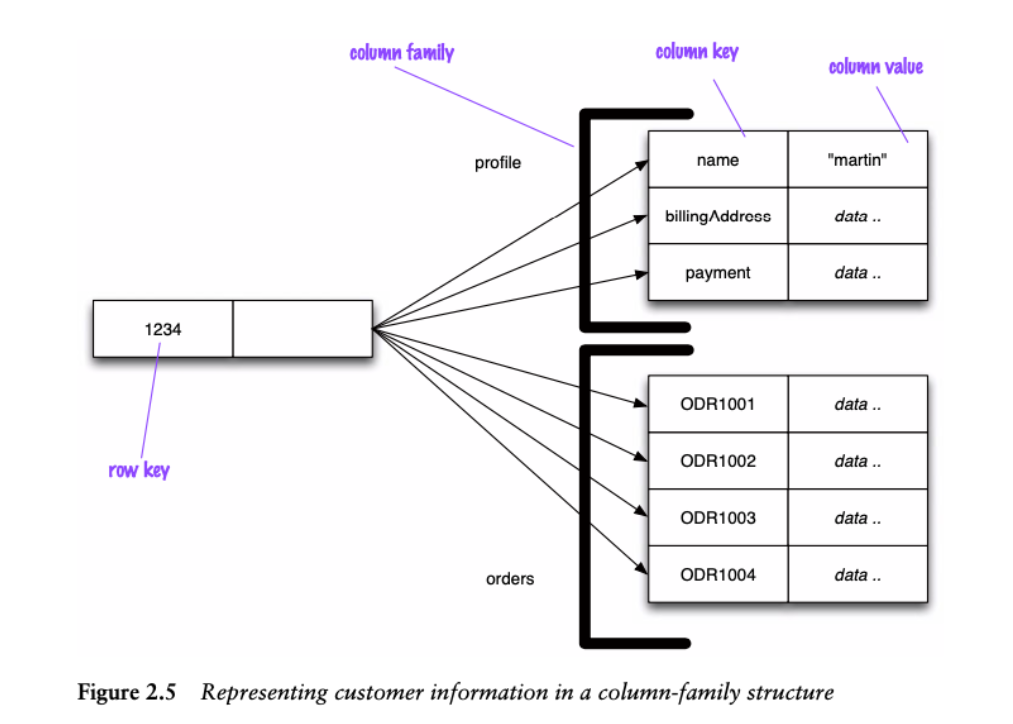 column family
column key
column value
profile
name
"martin"
billingAddress
data ..
payment
data ..
1234
row key
ODR1001
data ..
ODR1002
data ..
ODR1003
data ..
ODR1004
data ..
orders
Figure 2.5 Representing customer information in a column-family structure